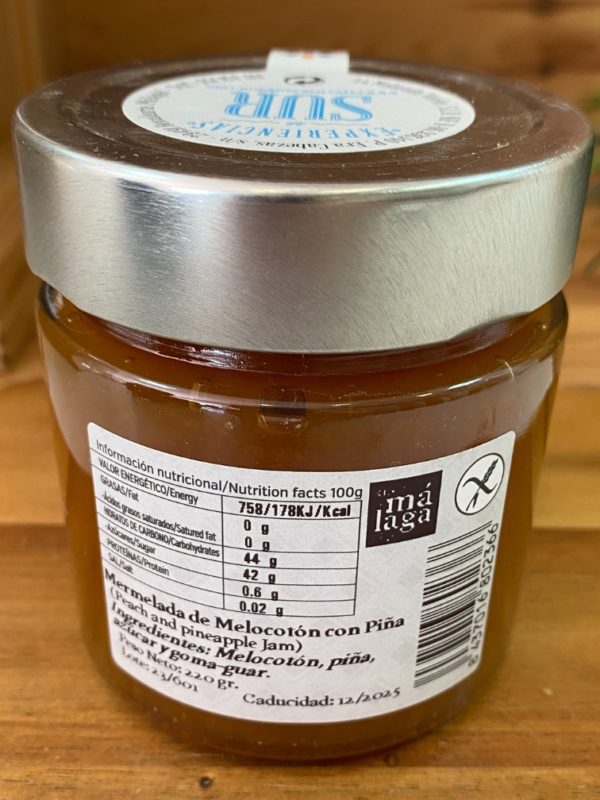 EXPERIENCIAS
SUR
Información nutricional/Nutrition facts 100g
VALOR ENERGÉTICO/Energy 758/178KJ/Kcal
GRASAS/Fat 0 g
-Ácidos grasos saturados/Satured fat 0 g
HIDRATOS DE CARBONO/Carbohydrates 44 g
-Azúcares/Sugar 42 g
PROTEÍNAS/Protein 0.6 g
SAL/Salt 0.02 g
má
laga
Mermelada de Melocotón con Piña
(Peach and pineapple Jam)
Ingredientes: Melocotón, piña,
azúcar y goma-guar.
Peso Neto: 220 gr.
Lote: 23/601
Caducidad: 12/2025
8 437016 892366